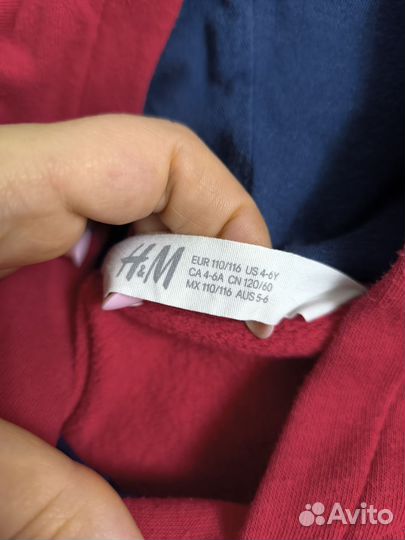 H&M
EUR 110/116 US 4-6Y
CA 4-6A CN 120/60
MX 110/116 AUS 5-6
Avito